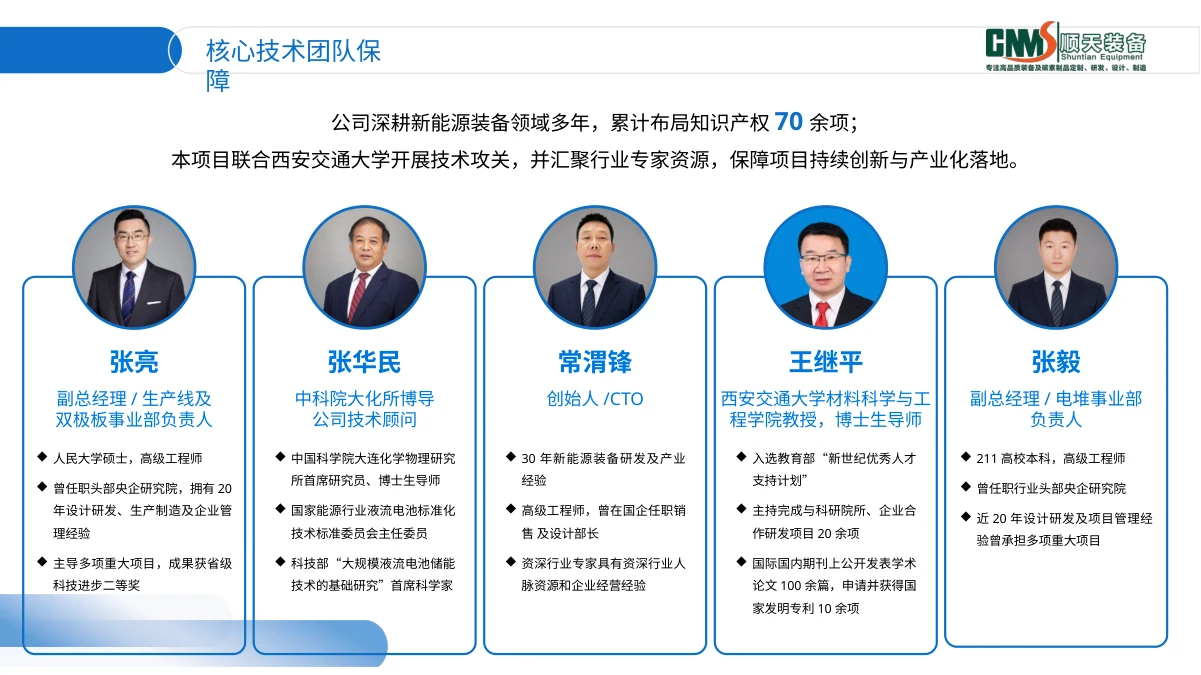 核心技术团队保
障
CNMS 顺天装备
Shuntian Equipment
专注高品质装备及碳素制品定制、研发、设计、制造
公司深耕新能源装备领域多年，累计布局知识产权 70 余项；
本项目联合西安交通大学开展技术攻关，并汇聚行业专家资源，保障项目持续创新与产业化落地。
张亮
副总经理 / 生产线及
双极板事业部负责人
◆ 人民大学硕士，高级工程师
◆ 曾任职头部央企研究院，拥有 20
年设计研发、生产制造及企业管
理经验
◆ 主导多项重大项目，成果获省级
科技进步二等奖
张华民
中科院大化所博导
公司技术顾问
◆ 中国科学院大连化学物理研究
所首席研究员、博士生导师
◆ 国家能源行业液流电池标准化
技术标准委员会主任委员
◆ 科技部“大规模液流电池储能
技术的基础研究”首席科学家
常渭锋
创始人 /CTO
◆ 30 年新能源装备研发及产业
经验
◆ 高级工程师，曾在国企任职销
售 及设计部长
◆ 资深行业专家具有资深行业人
脉资源和企业经营经验
王继平
西安交通大学材料科学与工
程学院教授，博士生导师
◆ 入选教育部“新世纪优秀人才
支持计划”
◆ 主持完成与科研院所、企业合
作研发项目 20 余项
◆ 国际国内期刊上公开发表学术
论文 100 余篇，申请并获得国
家发明专利 10 余项
张毅
副总经理 / 电堆事业部
负责人
◆ 211 高校本科，高级工程师
◆ 曾任职行业头部央企研究院
◆ 近 20 年设计研发及项目管理经
验曾承担多项重大项目